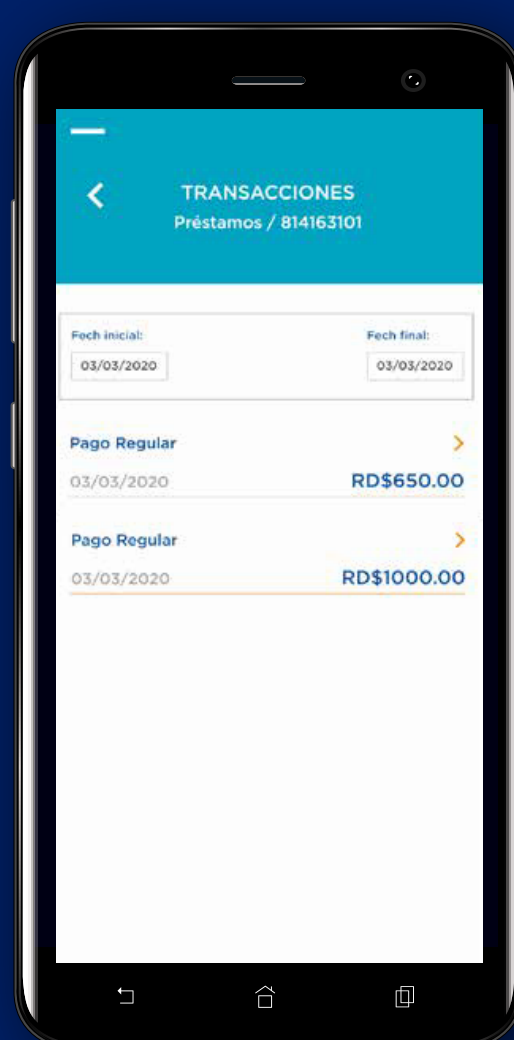 TRANSACCIONES
Préstamos / 814163101
Fech inicial:
Fech final:
03/03/2020
03/03/2020
Pago Regular
03/03/2020
RD$650.00
Pago Regular
03/03/2020
RD$1000.00